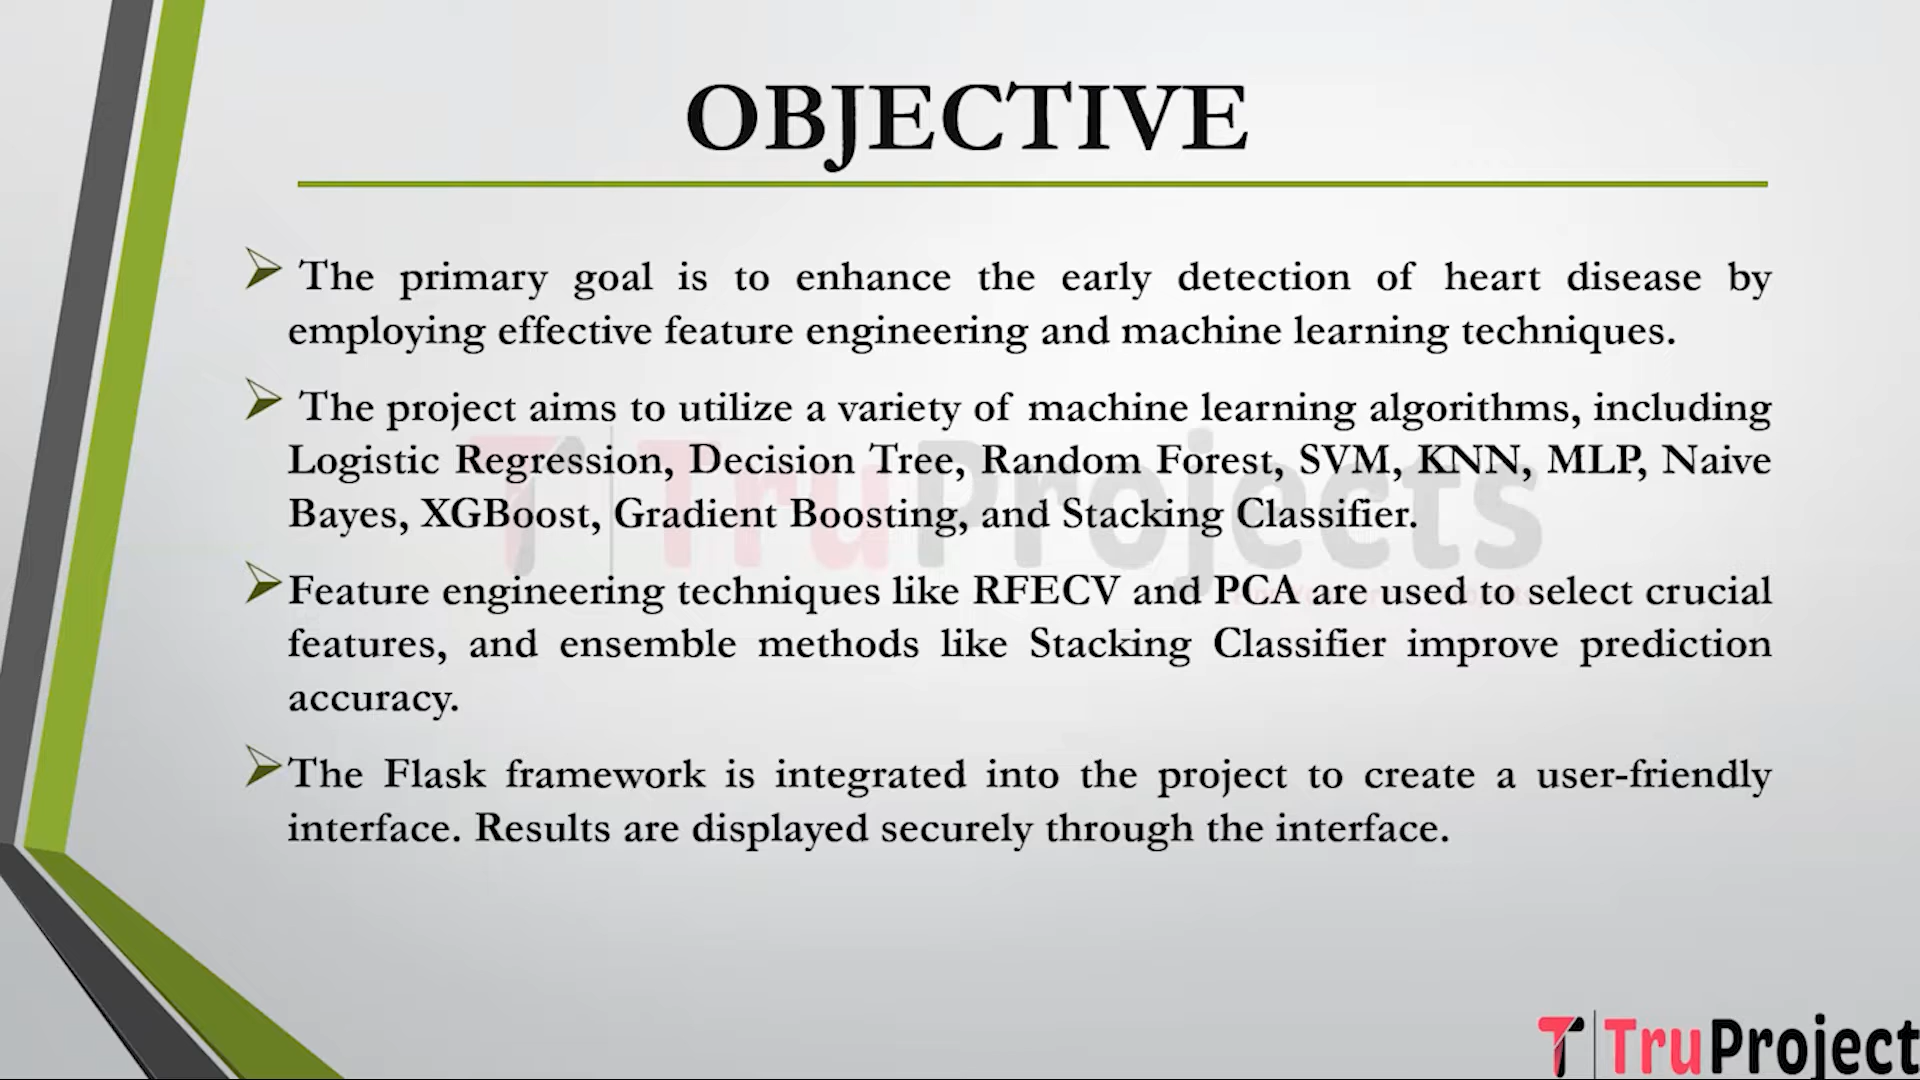 OBJECTIVE
The primary goal is to enhance the early detection of heart disease by
employing effective feature engineering and machine learning techniques.
The project aims to utilize a variety of machine learning algorithms, including
Logistic Regression, Decision Tree, Random Forest, SVM, KNN, MLP, Naive
Bayes, XGBoost, Gradient Boosting, and Stacking Classifier.
Feature engineering techniques like RFECV and PCA are used to select crucial
features, and ensemble methods like Stacking Classifier improve prediction
accuracy.
The Flask framework is integrated into the project to create a user-friendly
interface. Results are displayed securely through the interface.
TruProjects
TruProject